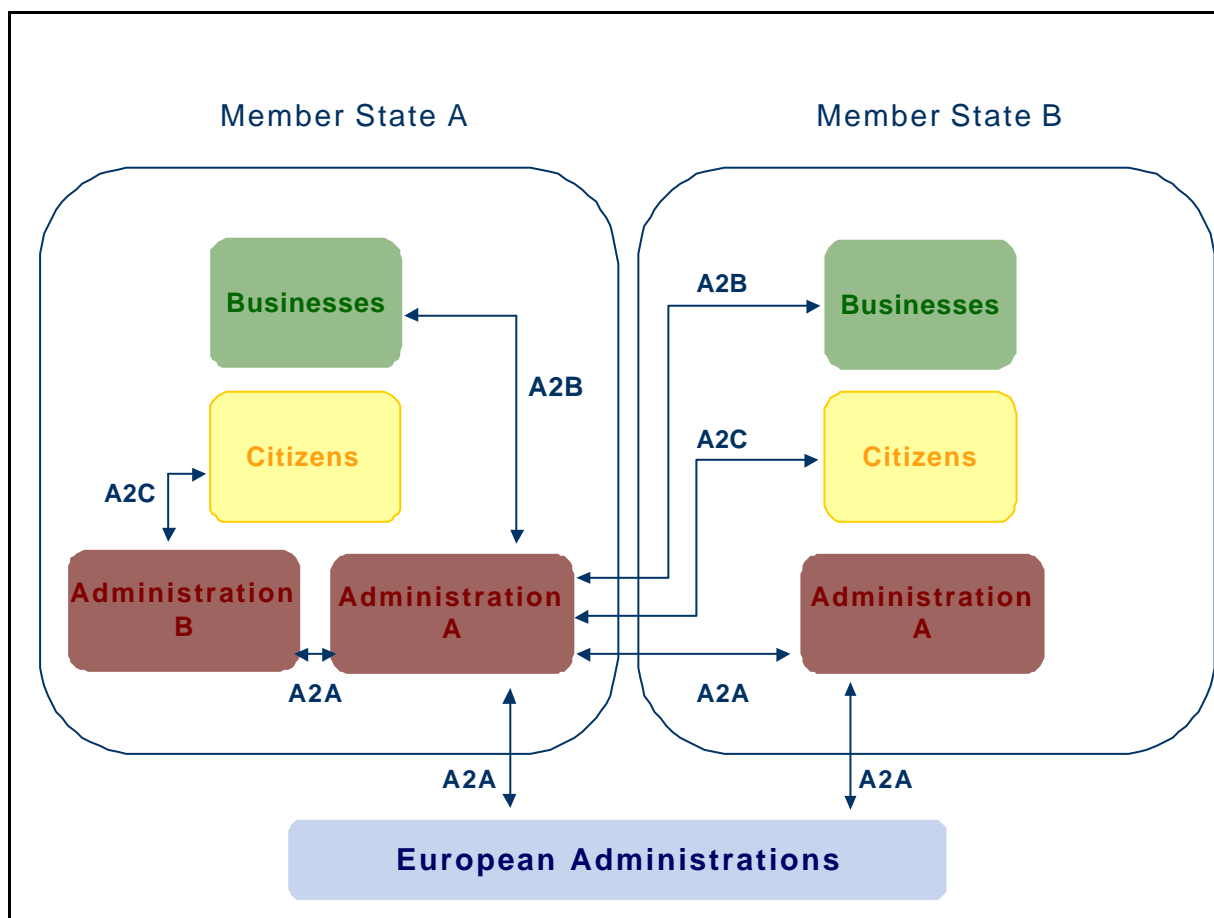 Member State A
Member State B
Businesses
A2B
Businesses
A2B
Citizens
A2C
Citizens
A2C
Administration
B
Administration
A
Administration
A
A2A
A2A
A2A
A2A
European Administrations